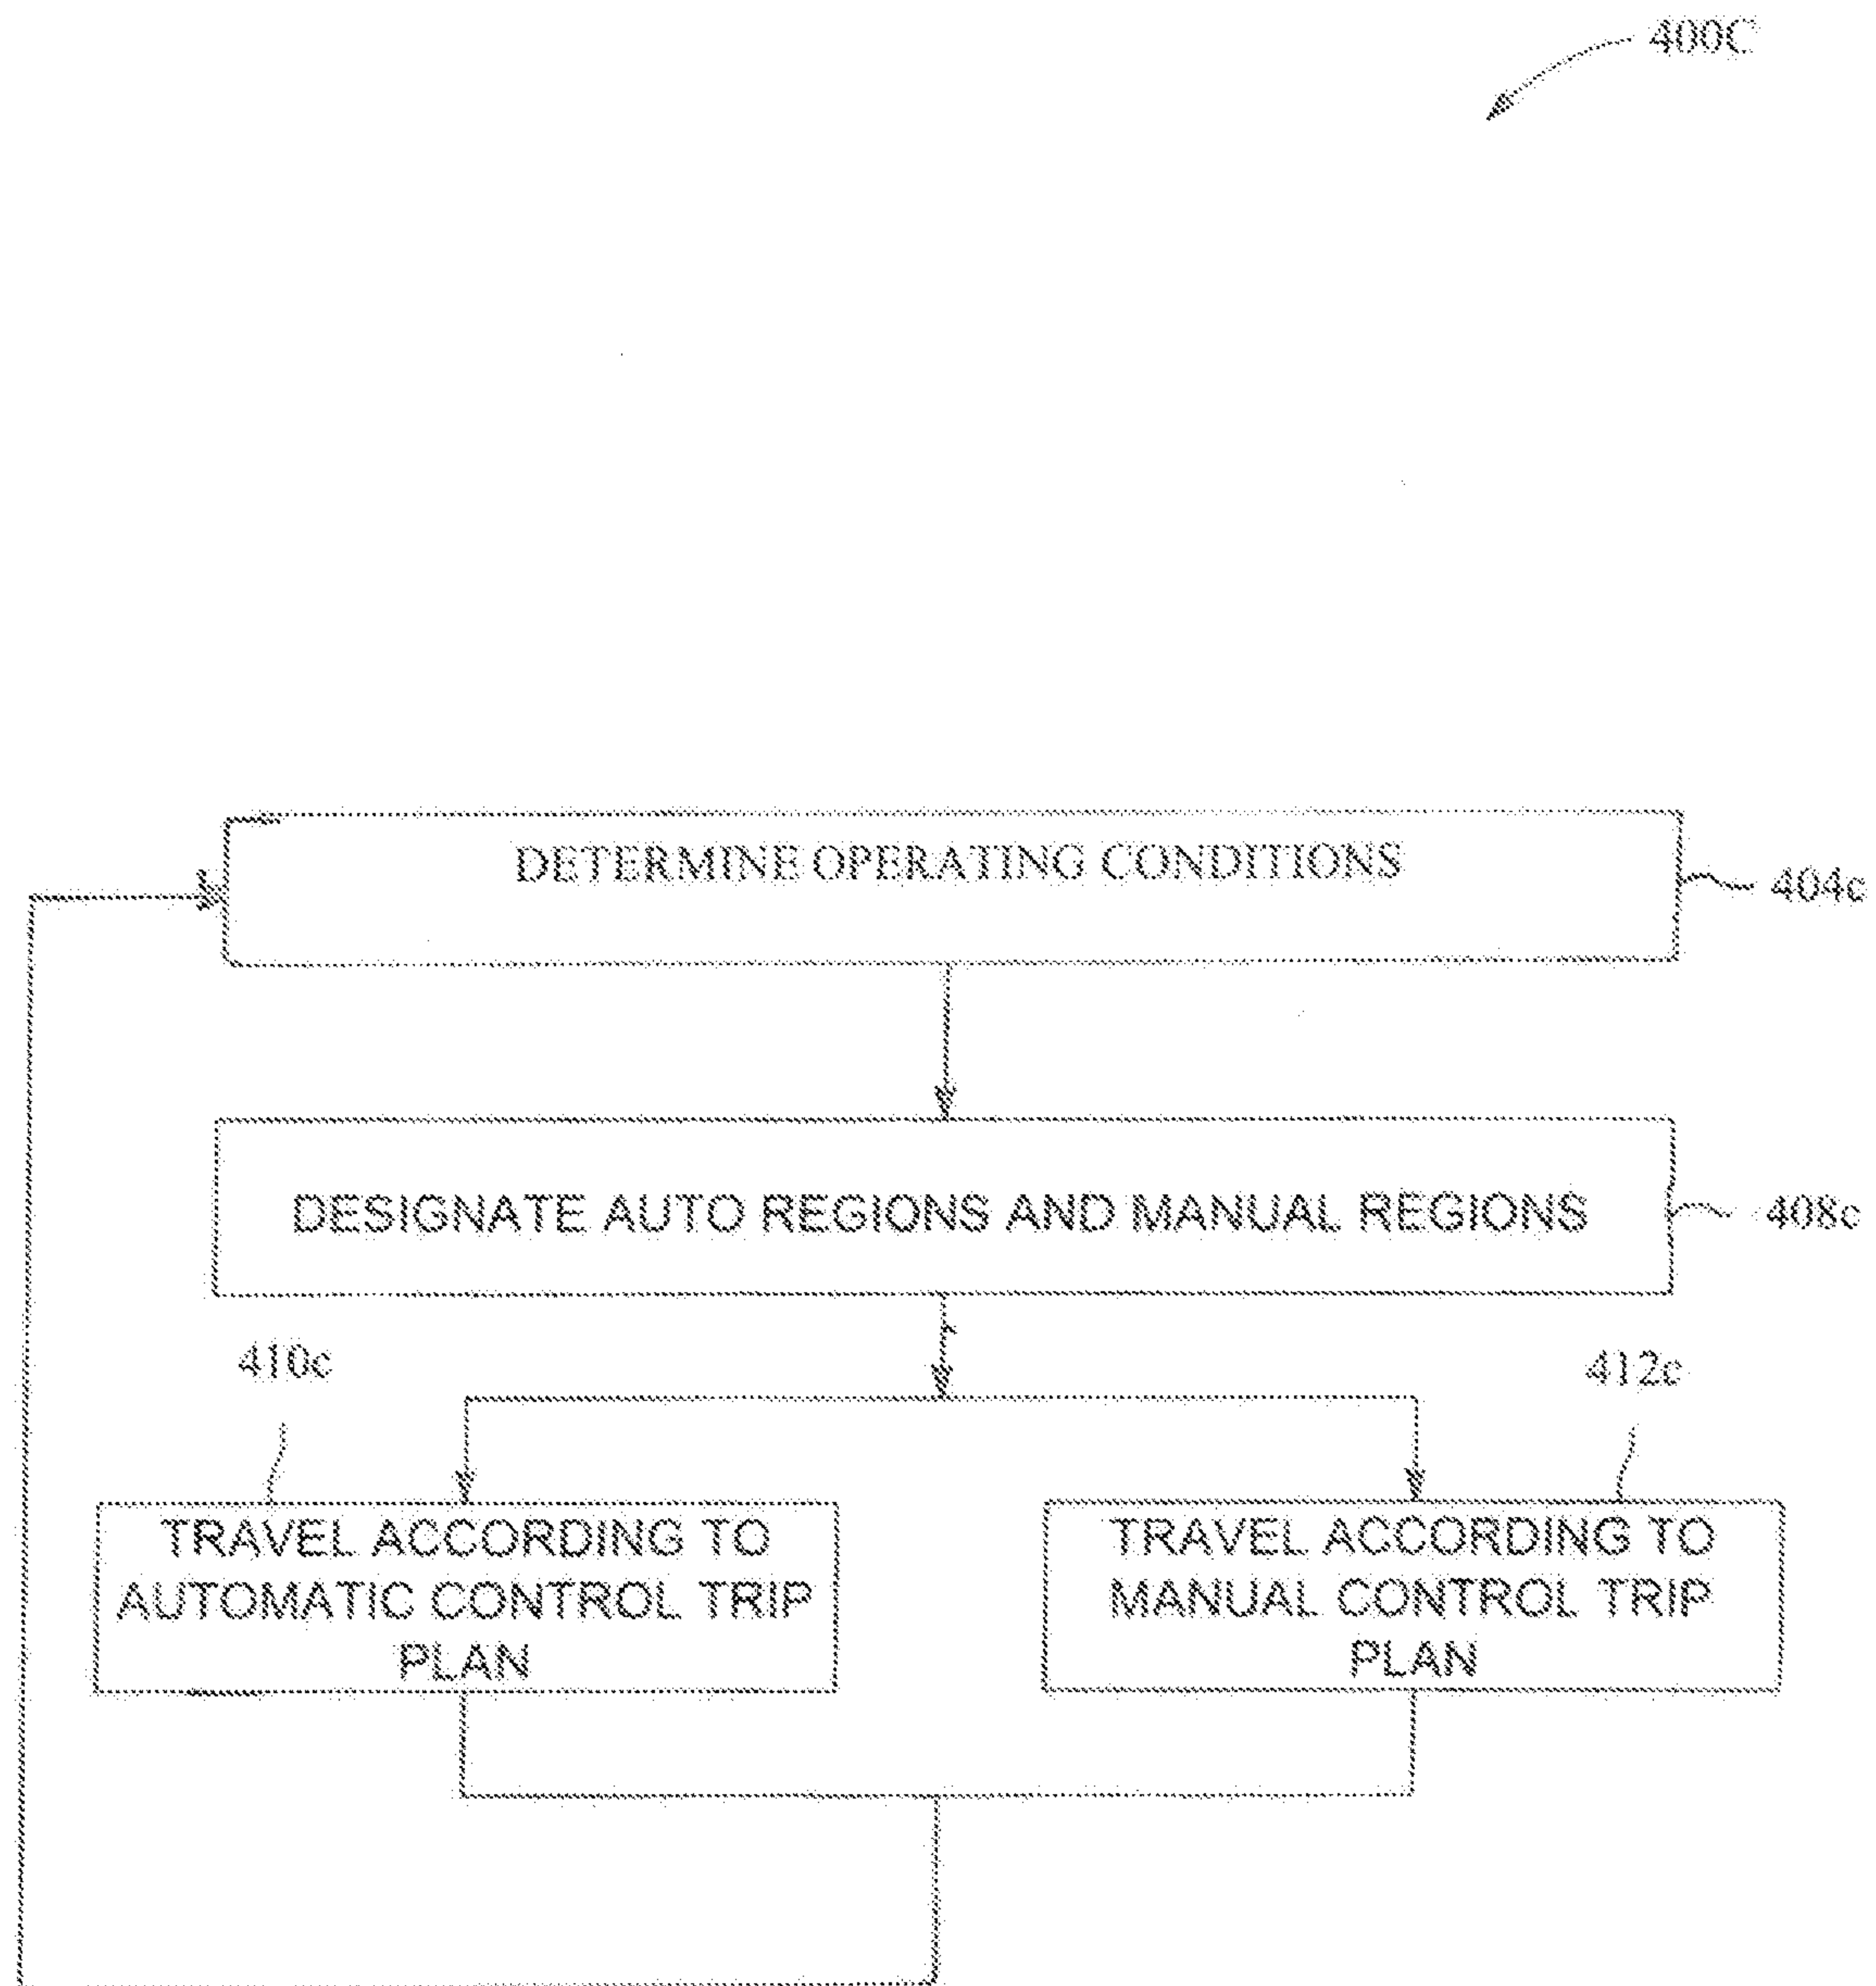 400C
DETERMINE OPERATING CONDITIONS
404c
DESIGNATE AUTO REGIONS AND MANUAL REGIONS
408c
410c
412c
TRAVEL ACCORDING TO
AUTOMATIC CONTROL TRIP
PLAN
TRAVEL ACCORDING TO
MANUAL CONTROL TRIP
PLAN